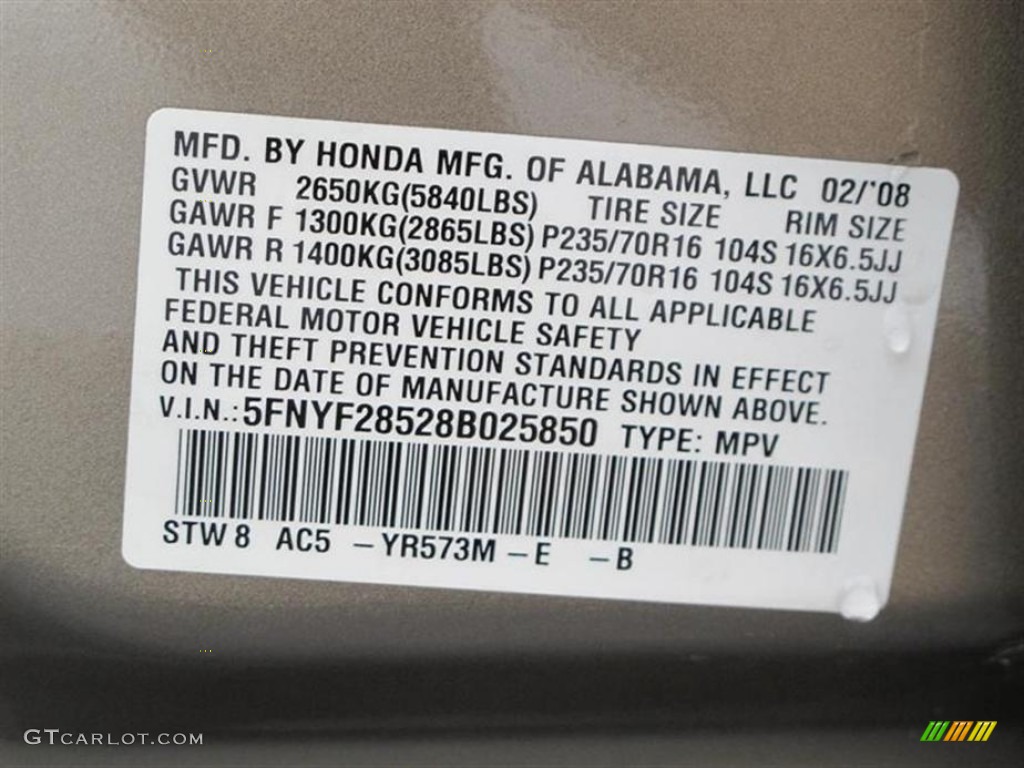 MFD. BY HONDA MFG. OF ALABAMA, LLC 02/'08
GVWR 2650KG(5840LBS) TIRE SIZE RIM SIZE
GAWR F 1300KG(2865LBS) P235/70R16 104S 16X6.5JJ
GAWR R 1400KG(3085LBS) P235/70R16 104S 16X6.5JJ
THIS VEHICLE CONFORMS TO ALL APPLICABLE
FEDERAL MOTOR VEHICLE SAFETY
AND THEFT PREVENTION STANDARDS IN EFFECT
ON THE DATE OF MANUFACTURE SHOWN ABOVE.
V.I.N.: 5FNYF28528B025850 TYPE: MPV
STW 8 AC5 – YR573M – E – B
GTCARLOT.COM